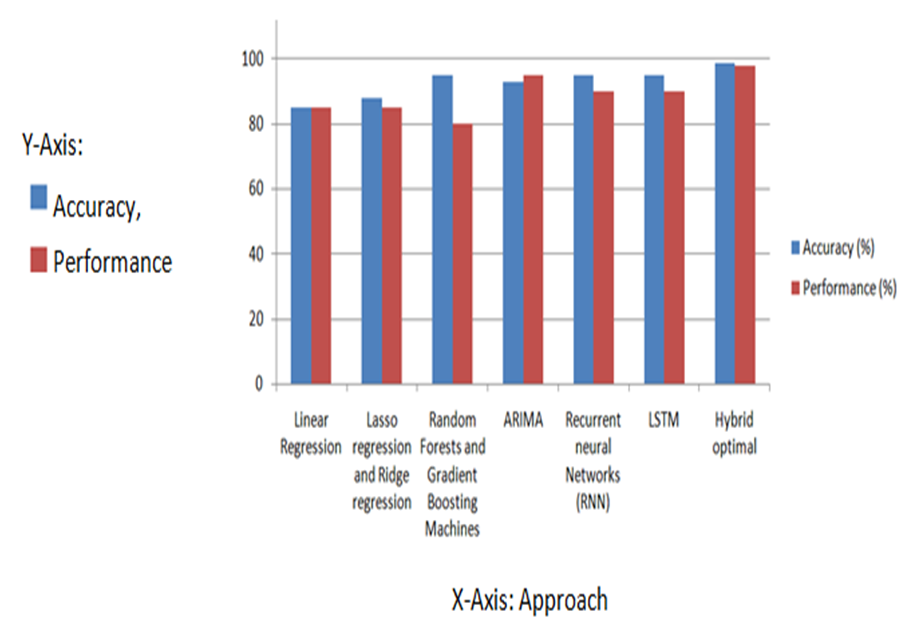 Y-Axis:
Accuracy,
Performance
100
80
60
40
20
0
Linear
Regression
Lasso
regression
and Ridge
regression
Random
Forests and
Gradient
Boosting
Machines
ARIMA
Recurrent
neural
Networks
(RNN)
LSTM
Hybrid
optimal
Accuracy (%)
Performance (%)
X-Axis: Approach